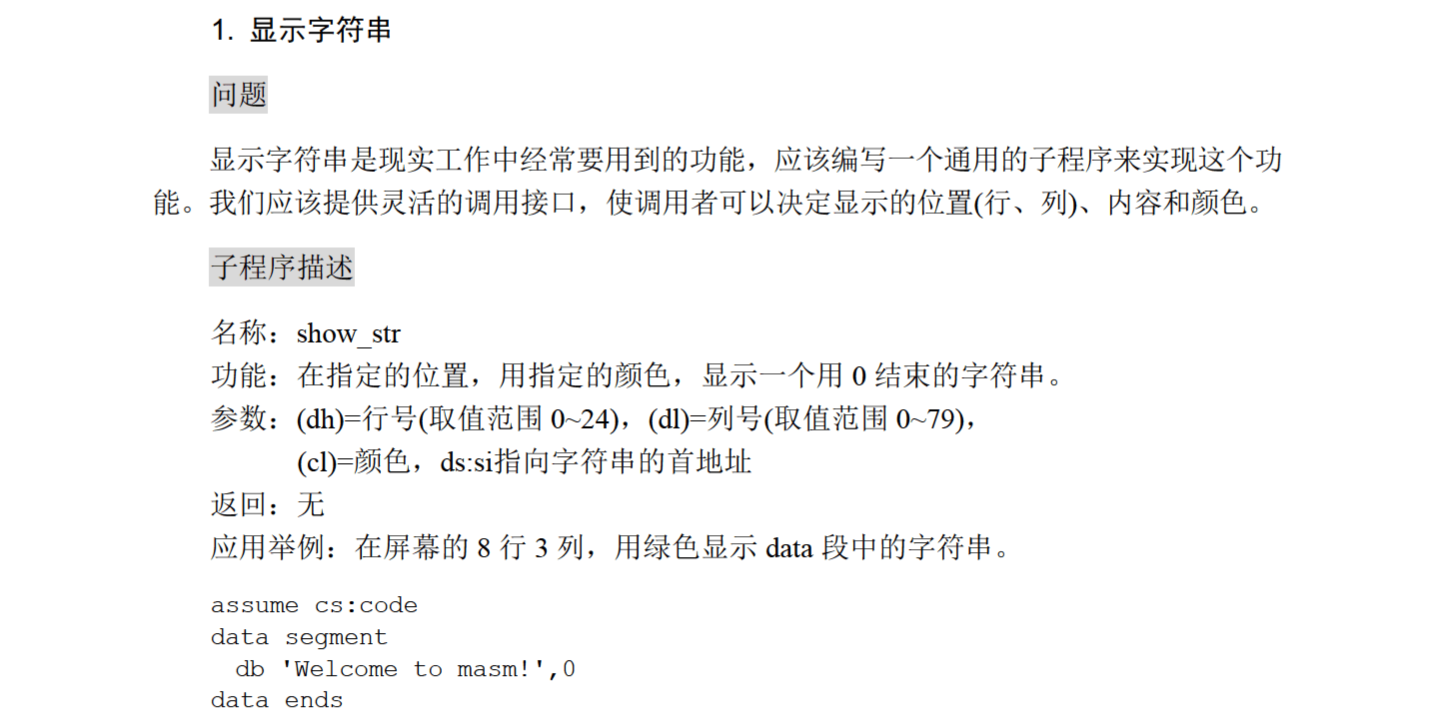 1. 显示字符串
问题
显示字符串是现实工作中经常要用到的功能，应该编写一个通用的子程序来实现这个功
能。我们应该提供灵活的调用接口，使调用者可以决定显示的位置(行、列)、内容和颜色。
子程序描述
名称：show_str
功能：在指定的位置，用指定的颜色，显示一个用 0 结束的字符串。
参数：(dh)=行号(取值范围 0~24)，(dl)=列号(取值范围 0~79)，
(cl)=颜色，ds:si指向字符串的首地址
返回：无
应用举例：在屏幕的 8 行 3 列，用绿色显示 data 段中的字符串。
assume cs:code
data segment
db 'Welcome to masm!',0
data ends